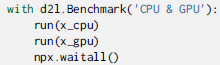 with d2l.Benchmark('CPU & GPU'):
    run(x_cpu)
    run(x_gpu)
    npx.waitall()